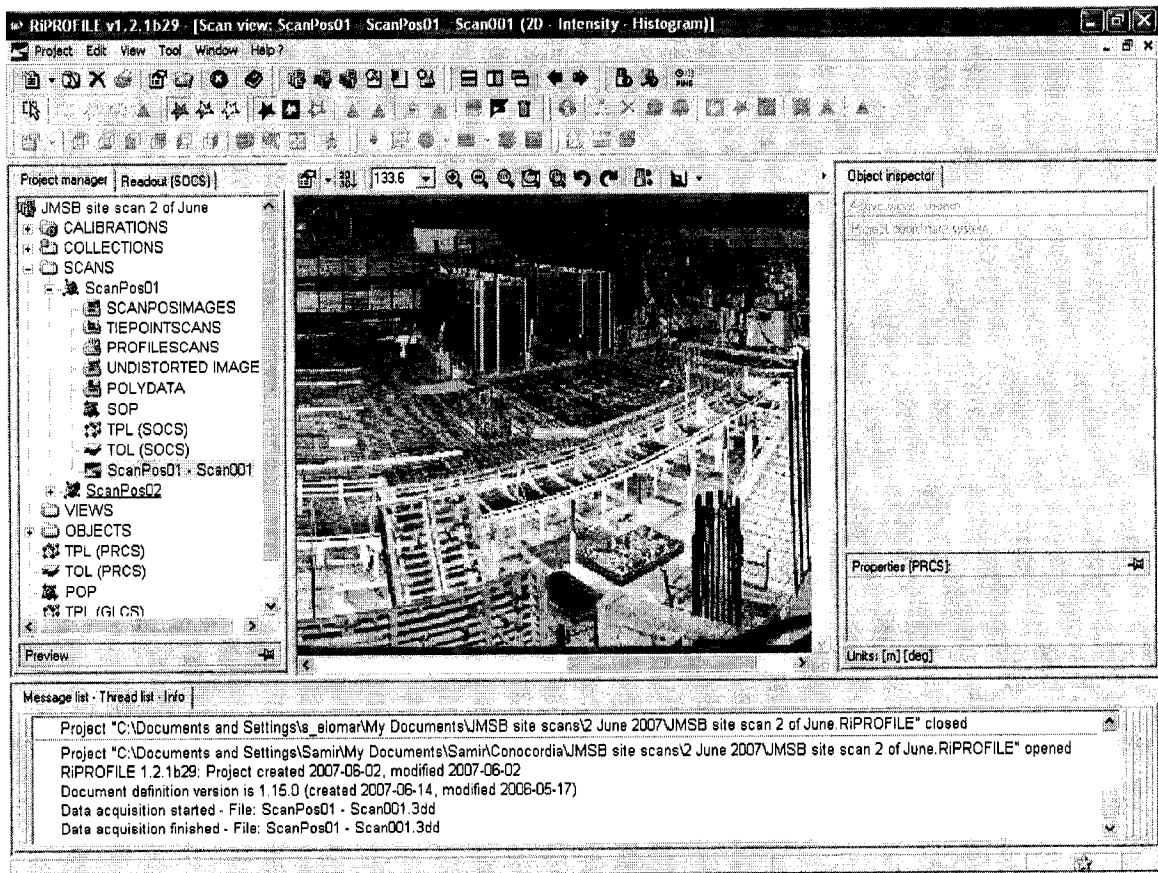 RiPROFILE v1.2.1b29 - [Scan view: ScanPos01 - ScanPos01 - Scan001 (2D - Intensity - Histogram)]
Project Edit View Tool Window Help ?
Project manager Readout (SOCS)
133.6
Object inspector
JMSB site scan 2 of June
CALIBRATIONS
COLLECTIONS
SCANS
ScanPos01
SCANPOSIMAGES
TIEPOINTSCANS
PROFILESCANS
UNDISTORTED IMAGE
POLYDATA
SOP
TPL (SOCS)
TOL (SOCS)
ScanPos01 - Scan001
ScanPos02
VIEWS
OBJECTS
TPL (PRCS)
TOL (PRCS)
POP
TPL (GLCS)
Preview
Properties [PRCS]:
Units: [m] [deg]
Message list - Thread list - Info
Project "C:\Documents and Settings\s_elomar\My Documents\JMSB site scans\2 June 2007\JMSB site scan 2 of June.RiPROFILE" closed
Project "C:\Documents and Settings\Samir\My Documents\Samir\Conocordia\JMSB site scans\2 June 2007\JMSB site scan 2 of June.RiPROFILE" opened
RiPROFILE 1.2.1b29: Project created 2007-06-02, modified 2007-06-02
Document definition version is 1.15.0 (created 2007-06-14, modified 2006-05-17)
Data acquisition started - File: ScanPos01 - Scan001.3dd
Data acquisition finished - File: ScanPos01 - Scan001.3dd